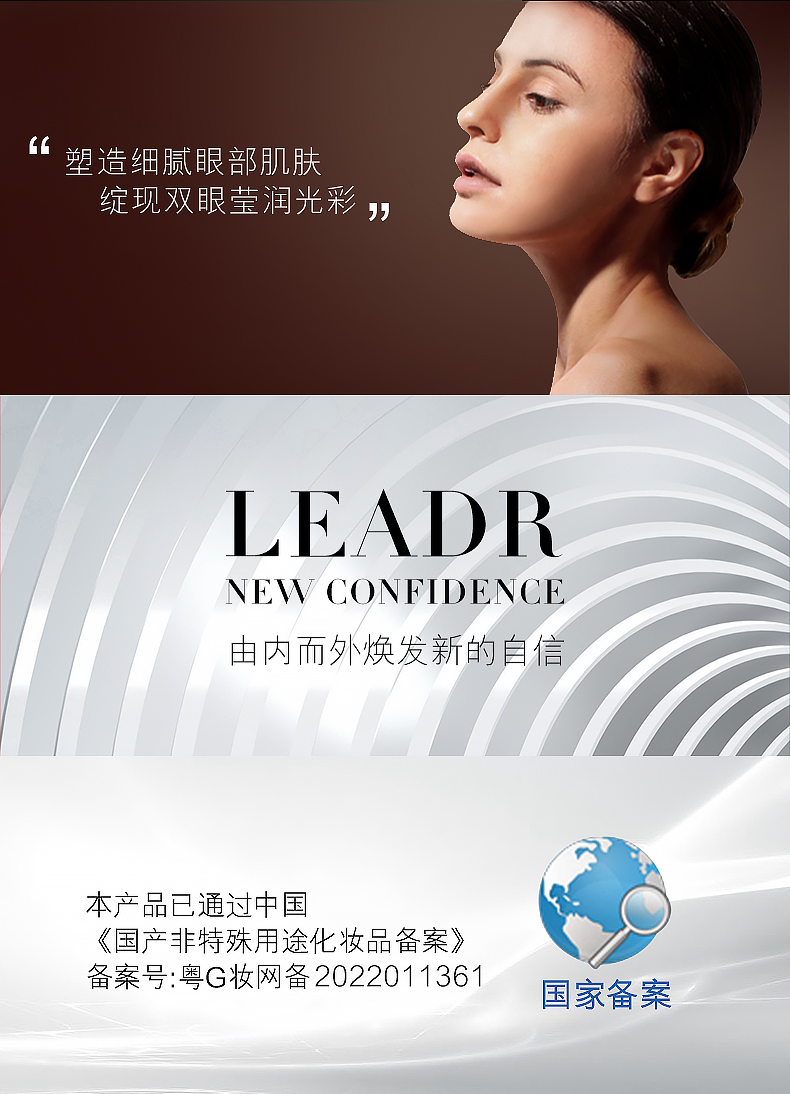 “ 塑造细腻眼部肌肤
绽现双眼莹润光彩 ”
LEADR
NEW CONFIDENCE
由内而外焕发新的自信
本产品已通过中国
《国产非特殊用途化妆品备案》
备案号:粤G妆网备2022011361
国家备案